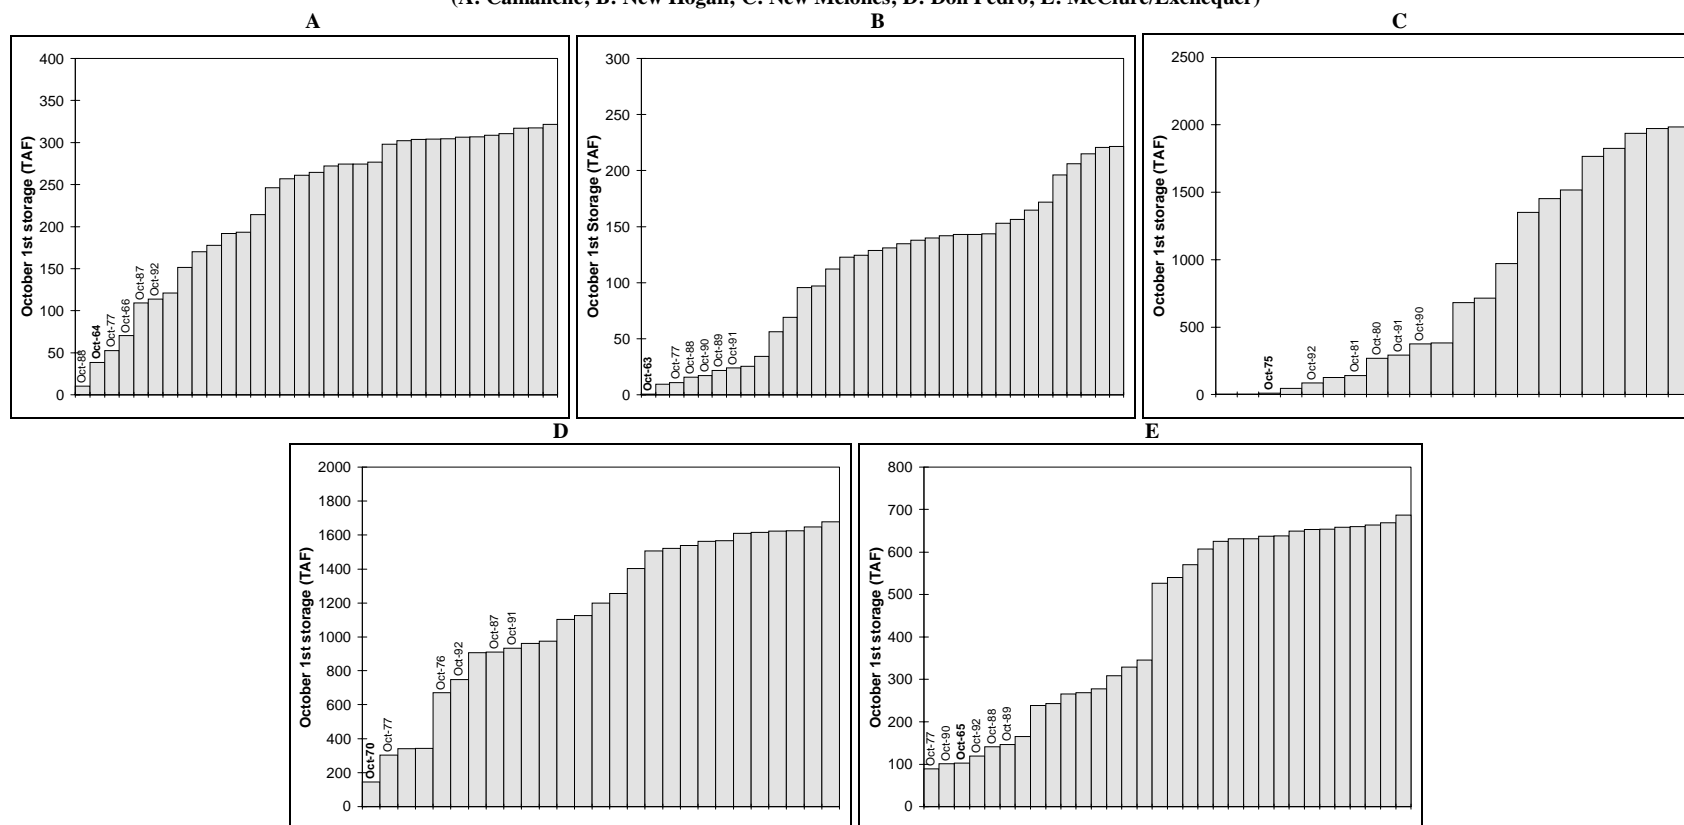 (A: Camanche; B: New Hogan; C: New Melones; D: Don Pedro; E: McClure/Exchequer)
A
October 1st storage (TAF)
400
350
300
250
200
150
100
50
0
Oct-88
Oct-64
Oct-77
Oct-66
Oct-87
Oct-92
B
October 1st Storage (TAF)
300
250
200
150
100
50
0
Oct-63
Oct-77
Oct-88
Oct-90
Oct-89
Oct-91
C
October 1st storage (TAF)
2500
2000
1500
1000
500
0
Oct-75
Oct-92
Oct-81
Oct-80
Oct-91
Oct-90
D
October 1st storage (TAF)
2000
1800
1600
1400
1200
1000
800
600
400
200
0
Oct-70
Oct-77
Oct-76
Oct-92
Oct-87
Oct-91
E
October 1st storage (TAF)
800
700
600
500
400
300
200
100
0
Oct-77
Oct-90
Oct-65
Oct-92
Oct-88
Oct-89